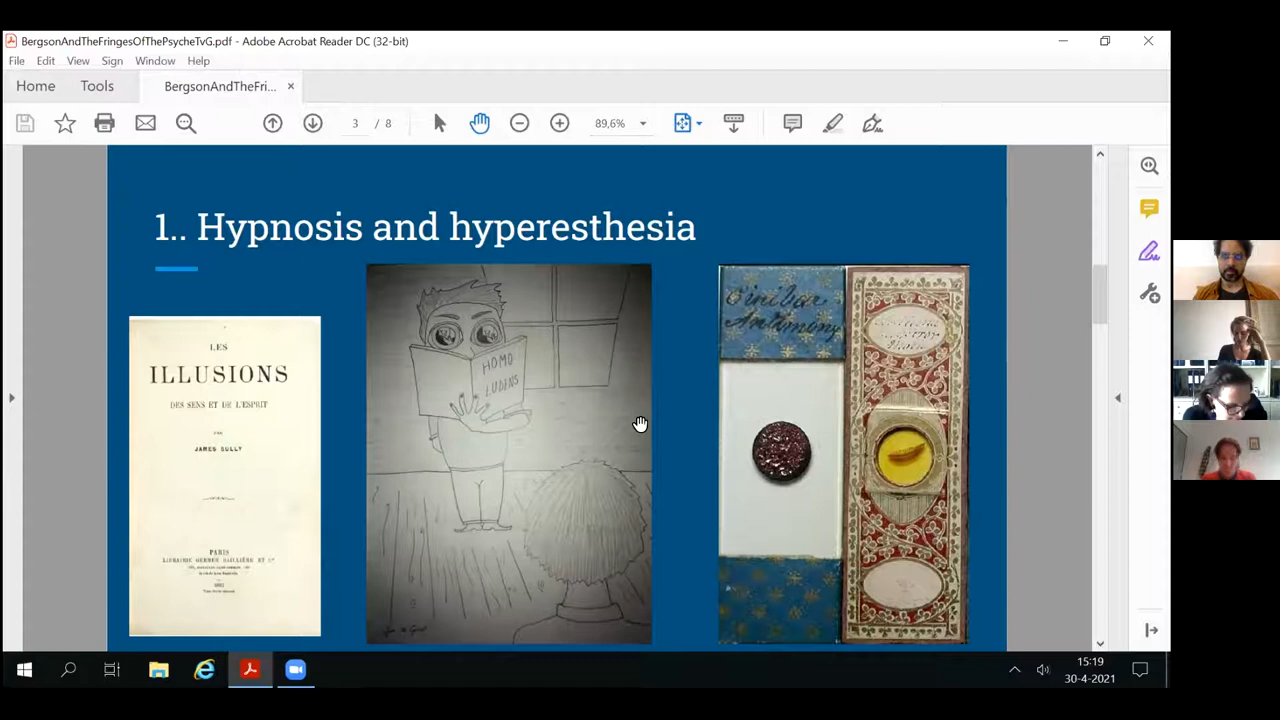 BergsonAndTheFringesOfThePsycheTvG.pdf - Adobe Acrobat Reader DC (32-bit)
File Edit View Sign Window Help
Home Tools BergsonAndTheFri... ×
3 / 8 89,6%
1.. Hypnosis and hyperesthesia
LES
ILLUSIONS
DES SENS ET DE L'ESPRIT
PAR
JAMES SULLY
PARIS
LIBRAIRIE GERMER BAILLIÈRE ET Cie
HOMO
LUDENS
Antimony
15:19
30-4-2021